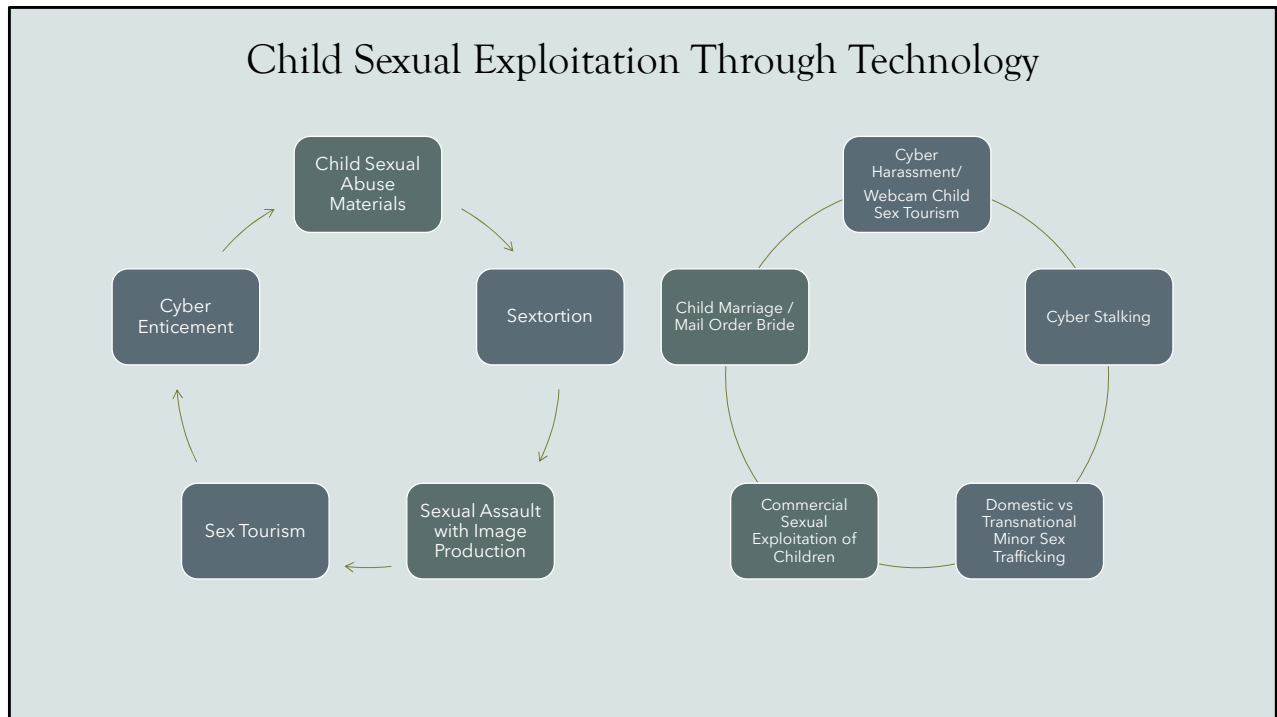 Child Sexual Exploitation Through Technology
Child Sexual
Abuse
Materials
Sextortion
Sexual Assault
with Image
Production
Sex Tourism
Cyber
Enticement
Cyber
Harassment/
Webcam Child
Sex Tourism
Cyber Stalking
Domestic vs
Transnational
Minor Sex
Trafficking
Commercial
Sexual
Exploitation of
Children
Child Marriage /
Mail Order Bride